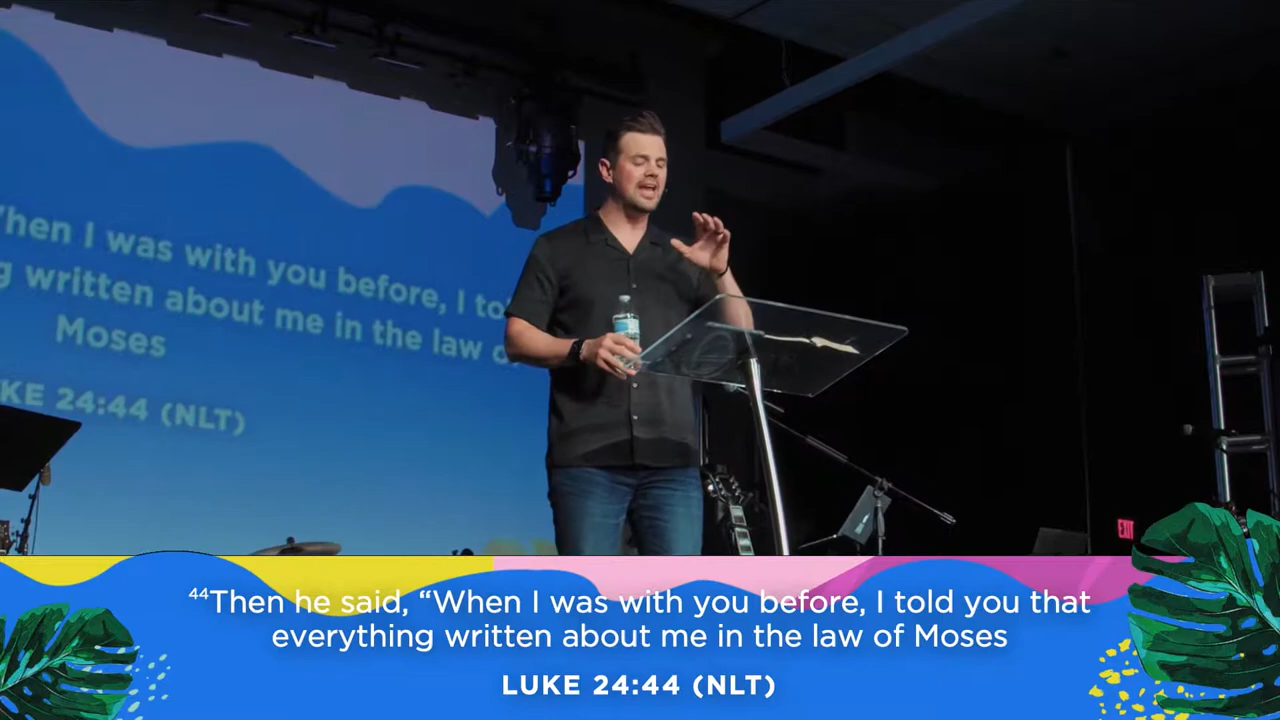 hen I was with you before, I to
g written about me in the law o
Moses
KE 24:44 (NLT)
EXIT
⁴⁴Then he said, “When I was with you before, I told you that
everything written about me in the law of Moses
LUKE 24:44 (NLT)